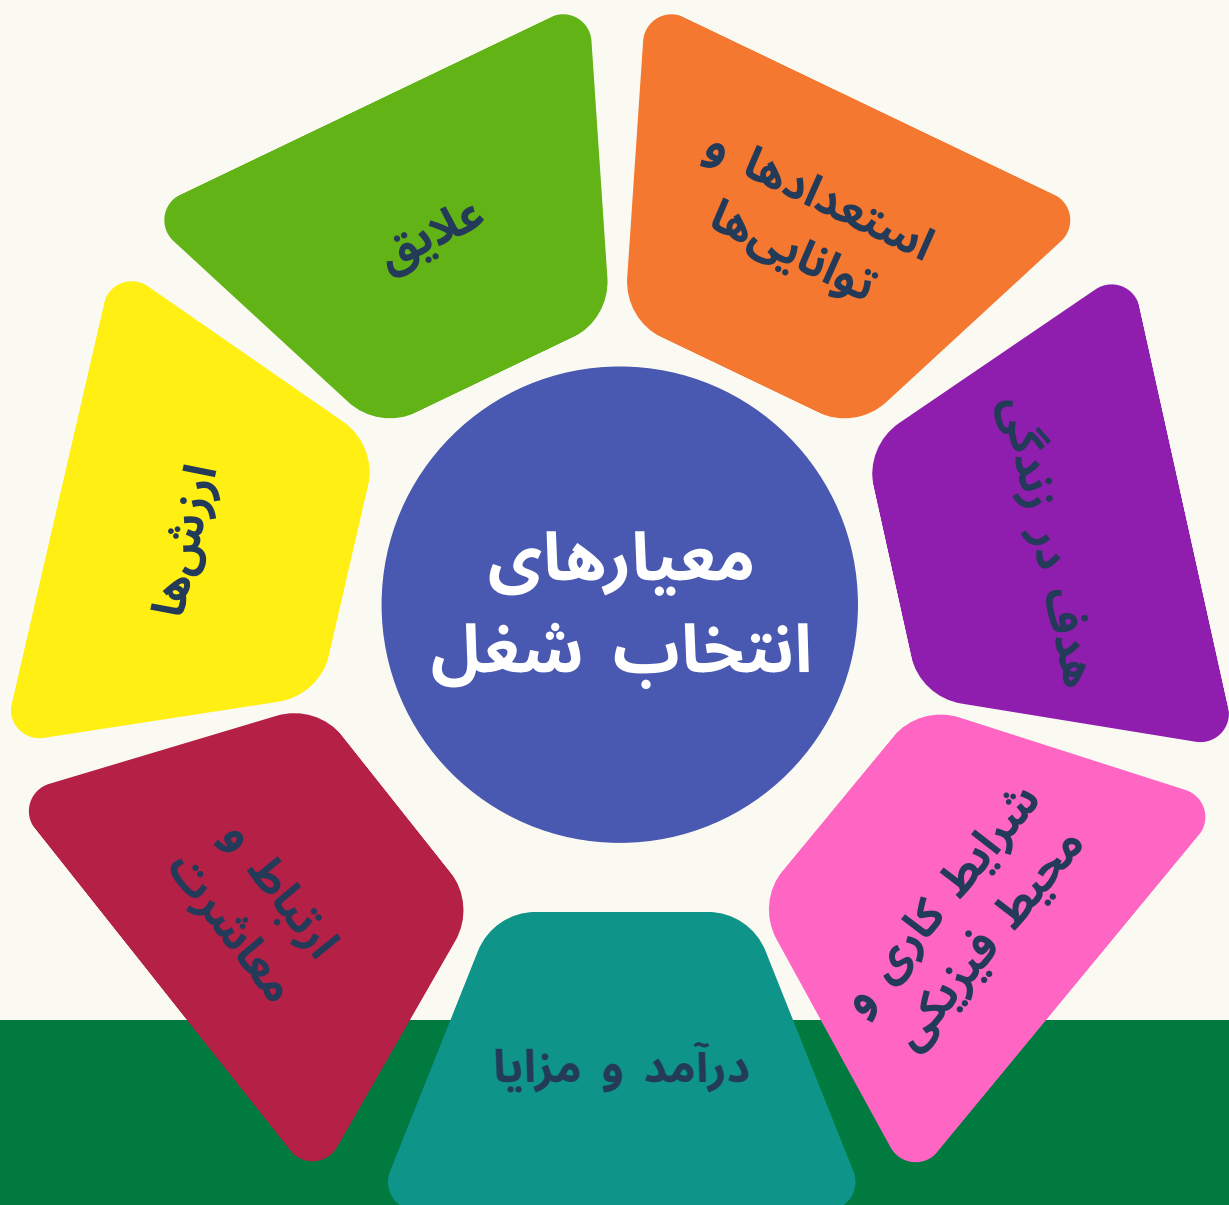 معیارهای
انتخاب شغل
استعدادها و
توانایی‌ها
هدف در زندگی
شرایط کاری و
محیط فیزیکی
درآمد و مزایا
ارتباط و
معاشرت
ارزش‌ها
علایق